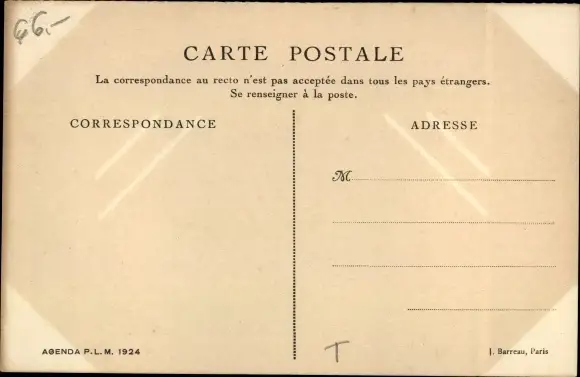 66.-
CARTE POSTALE
La correspondance au recto n'est pas acceptée dans tous les pays étrangers.
Se renseigner à la poste.
CORRESPONDANCE
ADRESSE
M
T
AGENDA P.L.M. 1924
J. Barreau, Paris